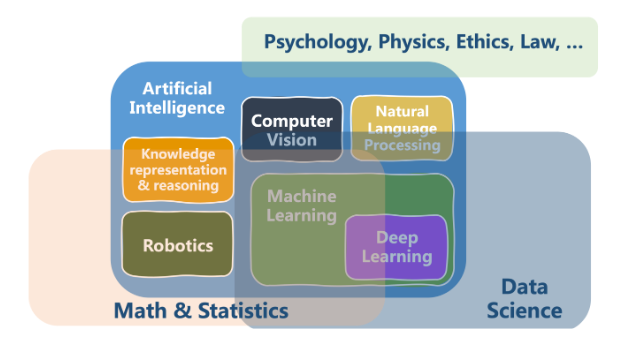 Psychology, Physics, Ethics, Law, ...
Artificial
Intelligence
Computer
Vision
Natural
Language
Processing
Knowledge
representation
& reasoning
Machine
Learning
Robotics
Deep
Learning
Data
Science
Math & Statistics